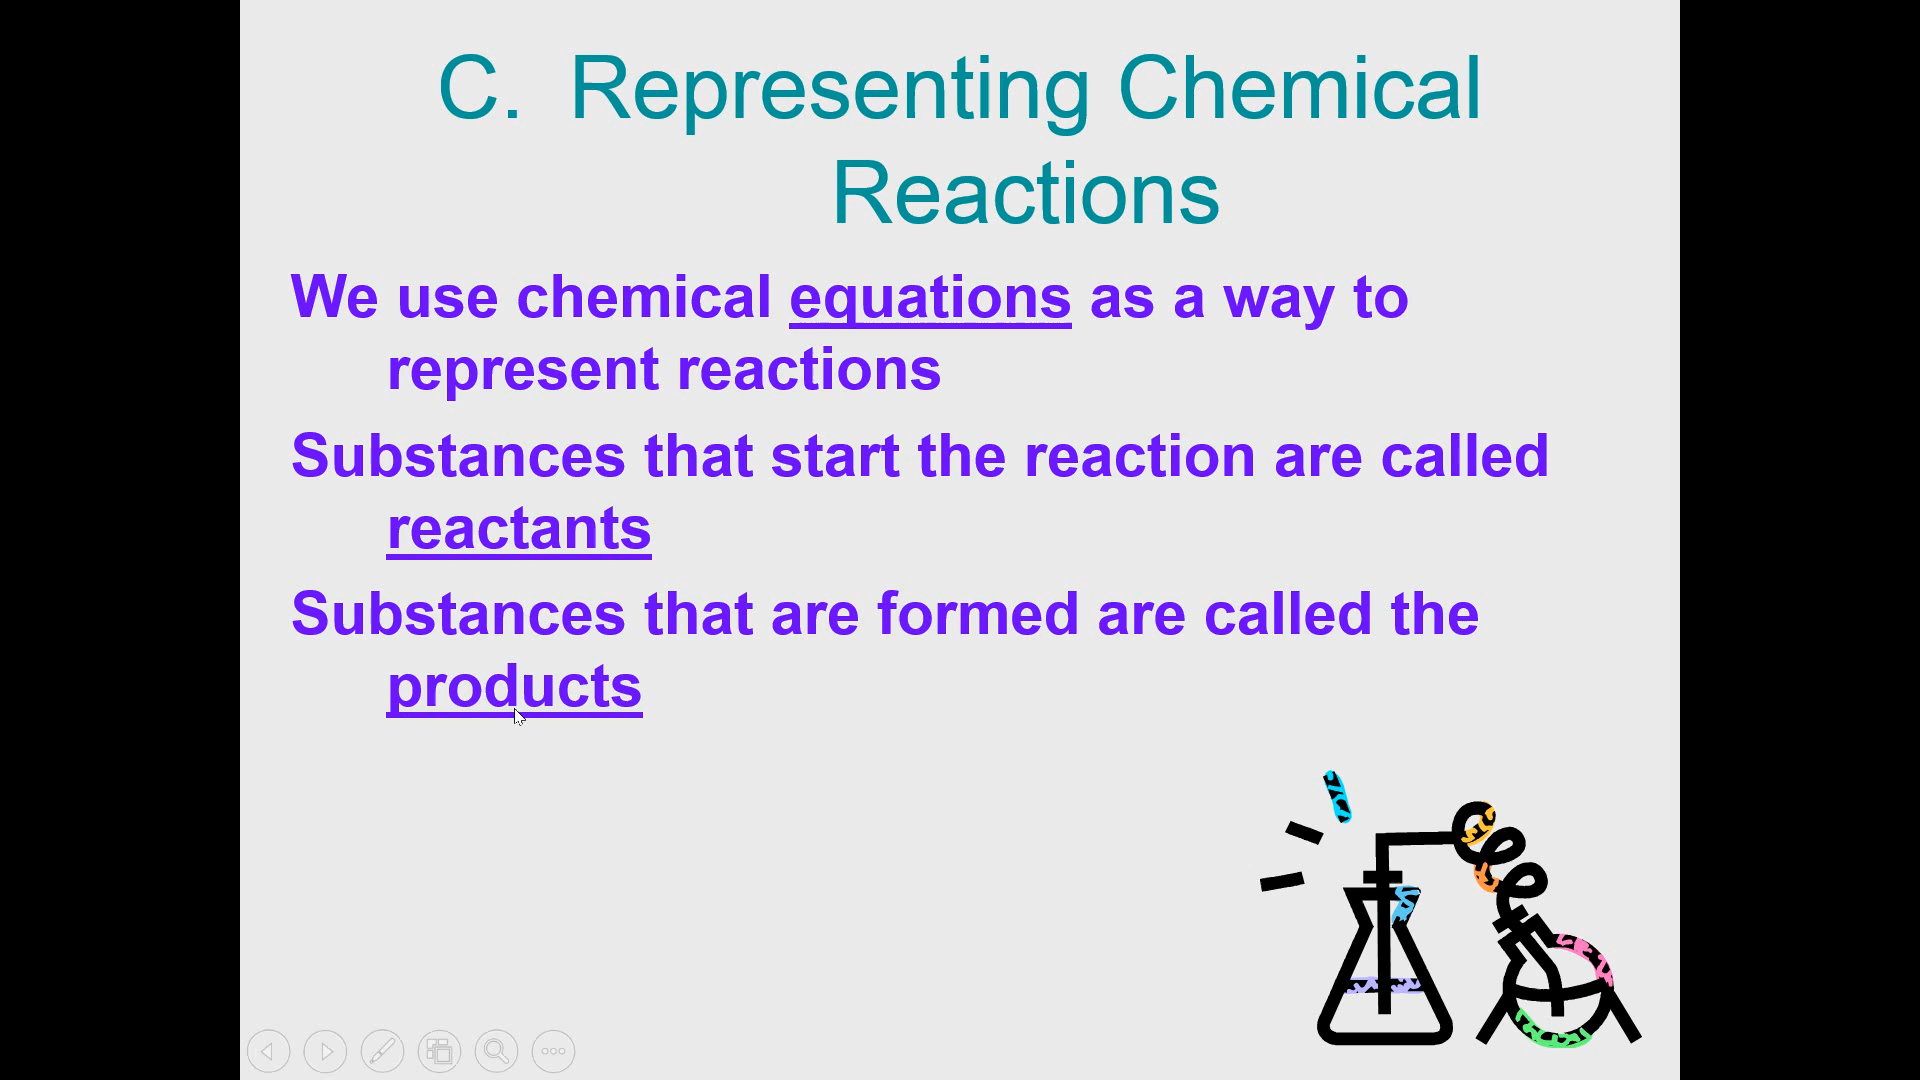 C. Representing Chemical
Reactions
We use chemical equations as a way to
represent reactions
Substances that start the reaction are called
reactants
Substances that are formed are called the
products